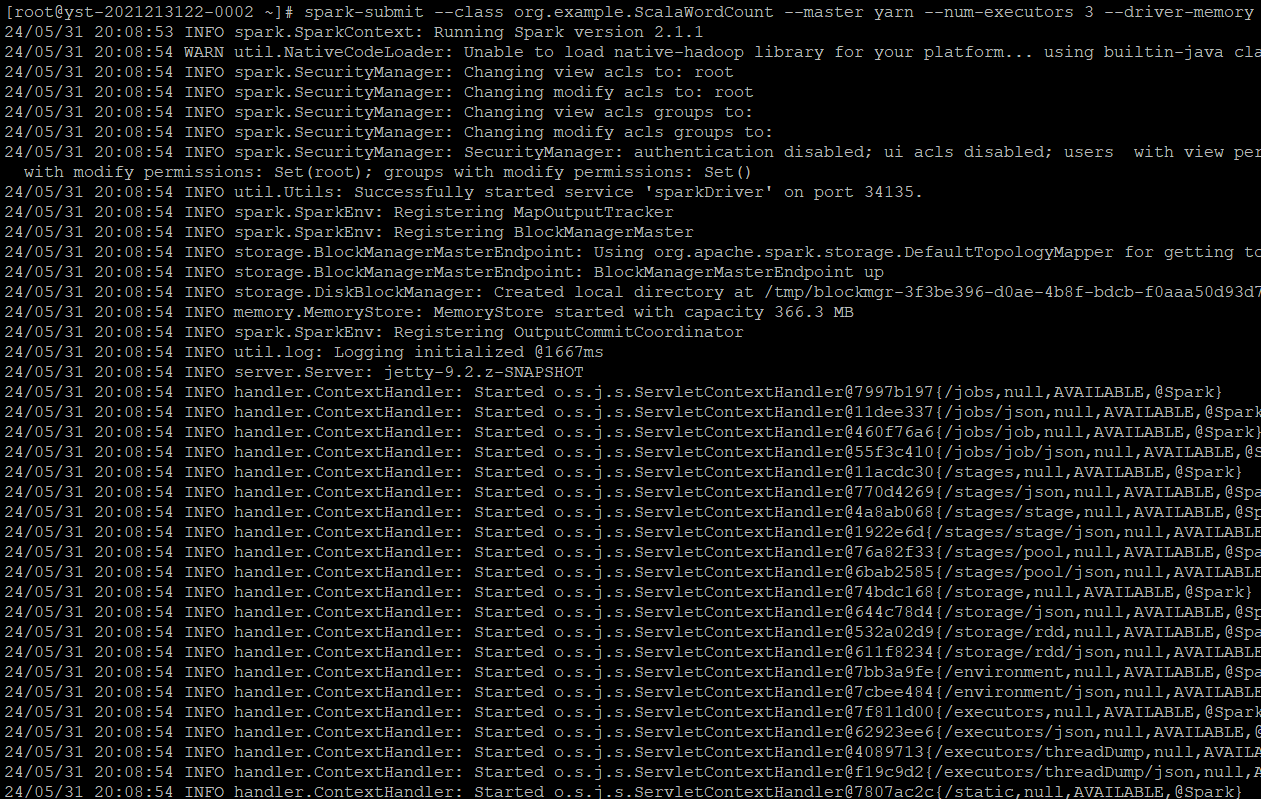 [root@yst-2021213122-0002 ~]# spark-submit --class org.example.ScalaWordCount --master yarn --num-executors 3 --driver-memory
24/05/31 20:08:53 INFO spark.SparkContext: Running Spark version 2.1.1
24/05/31 20:08:54 WARN util.NativeCodeLoader: Unable to load native-hadoop library for your platform... using builtin-java cla
24/05/31 20:08:54 INFO spark.SecurityManager: Changing view acls to: root
24/05/31 20:08:54 INFO spark.SecurityManager: Changing modify acls to: root
24/05/31 20:08:54 INFO spark.SecurityManager: Changing view acls groups to:
24/05/31 20:08:54 INFO spark.SecurityManager: Changing modify acls groups to:
24/05/31 20:08:54 INFO spark.SecurityManager: SecurityManager: authentication disabled; ui acls disabled; users  with view per
with modify permissions: Set(root); groups with modify permissions: Set()
24/05/31 20:08:54 INFO util.Utils: Successfully started service 'sparkDriver' on port 34135.
24/05/31 20:08:54 INFO spark.SparkEnv: Registering MapOutputTracker
24/05/31 20:08:54 INFO spark.SparkEnv: Registering BlockManagerMaster
24/05/31 20:08:54 INFO storage.BlockManagerMasterEndpoint: Using org.apache.spark.storage.DefaultTopologyMapper for getting to
24/05/31 20:08:54 INFO storage.BlockManagerMasterEndpoint: BlockManagerMasterEndpoint up
24/05/31 20:08:54 INFO storage.DiskBlockManager: Created local directory at /tmp/blockmgr-3f3be396-d0ae-4b8f-bdcb-f0aaa50d93d7
24/05/31 20:08:54 INFO memory.MemoryStore: MemoryStore started with capacity 366.3 MB
24/05/31 20:08:54 INFO spark.SparkEnv: Registering OutputCommitCoordinator
24/05/31 20:08:54 INFO util.log: Logging initialized @1667ms
24/05/31 20:08:54 INFO server.Server: jetty-9.2.z-SNAPSHOT
24/05/31 20:08:54 INFO handler.ContextHandler: Started o.s.j.s.ServletContextHandler@7997b197{/jobs,null,AVAILABLE,@Spark}
24/05/31 20:08:54 INFO handler.ContextHandler: Started o.s.j.s.ServletContextHandler@11dee337{/jobs/json,null,AVAILABLE,@Spark
24/05/31 20:08:54 INFO handler.ContextHandler: Started o.s.j.s.ServletContextHandler@460f76a6{/jobs/job,null,AVAILABLE,@Spark}
24/05/31 20:08:54 INFO handler.ContextHandler: Started o.s.j.s.ServletContextHandler@55f3c410{/jobs/job/json,null,AVAILABLE,@S
24/05/31 20:08:54 INFO handler.ContextHandler: Started o.s.j.s.ServletContextHandler@11acdc30{/stages,null,AVAILABLE,@Spark}
24/05/31 20:08:54 INFO handler.ContextHandler: Started o.s.j.s.ServletContextHandler@770d4269{/stages/json,null,AVAILABLE,@Spa
24/05/31 20:08:54 INFO handler.ContextHandler: Started o.s.j.s.ServletContextHandler@4a8ab068{/stages/stage,null,AVAILABLE,@Sp
24/05/31 20:08:54 INFO handler.ContextHandler: Started o.s.j.s.ServletContextHandler@1922e6d{/stages/stage/json,null,AVAILABLE
24/05/31 20:08:54 INFO handler.ContextHandler: Started o.s.j.s.ServletContextHandler@76a82f33{/stages/pool,null,AVAILABLE,@Spa
24/05/31 20:08:54 INFO handler.ContextHandler: Started o.s.j.s.ServletContextHandler@6bab2585{/stages/pool/json,null,AVAILABLE
24/05/31 20:08:54 INFO handler.ContextHandler: Started o.s.j.s.ServletContextHandler@74bdc168{/storage,null,AVAILABLE,@Spark}
24/05/31 20:08:54 INFO handler.ContextHandler: Started o.s.j.s.ServletContextHandler@644c78d4{/storage/json,null,AVAILABLE,@Sp
24/05/31 20:08:54 INFO handler.ContextHandler: Started o.s.j.s.ServletContextHandler@532a02d9{/storage/rdd,null,AVAILABLE,@Spa
24/05/31 20:08:54 INFO handler.ContextHandler: Started o.s.j.s.ServletContextHandler@611f8234{/storage/rdd/json,null,AVAILABLE
24/05/31 20:08:54 INFO handler.ContextHandler: Started o.s.j.s.ServletContextHandler@7bb3a9fe{/environment,null,AVAILABLE,@Spa
24/05/31 20:08:54 INFO handler.ContextHandler: Started o.s.j.s.ServletContextHandler@7cbee484{/environment/json,null,AVAILABLE
24/05/31 20:08:54 INFO handler.ContextHandler: Started o.s.j.s.ServletContextHandler@7f811d00{/executors,null,AVAILABLE,@Spark
24/05/31 20:08:54 INFO handler.ContextHandler: Started o.s.j.s.ServletContextHandler@62923ee6{/executors/json,null,AVAILABLE,@
24/05/31 20:08:54 INFO handler.ContextHandler: Started o.s.j.s.ServletContextHandler@4089713{/executors/threadDump,null,AVAILA
24/05/31 20:08:54 INFO handler.ContextHandler: Started o.s.j.s.ServletContextHandler@f19c9d2{/executors/threadDump/json,null,A
24/05/31 20:08:54 INFO handler.ContextHandler: Started o.s.j.s.ServletContextHandler@7807ac2c{/static,null,AVAILABLE,@Spark}